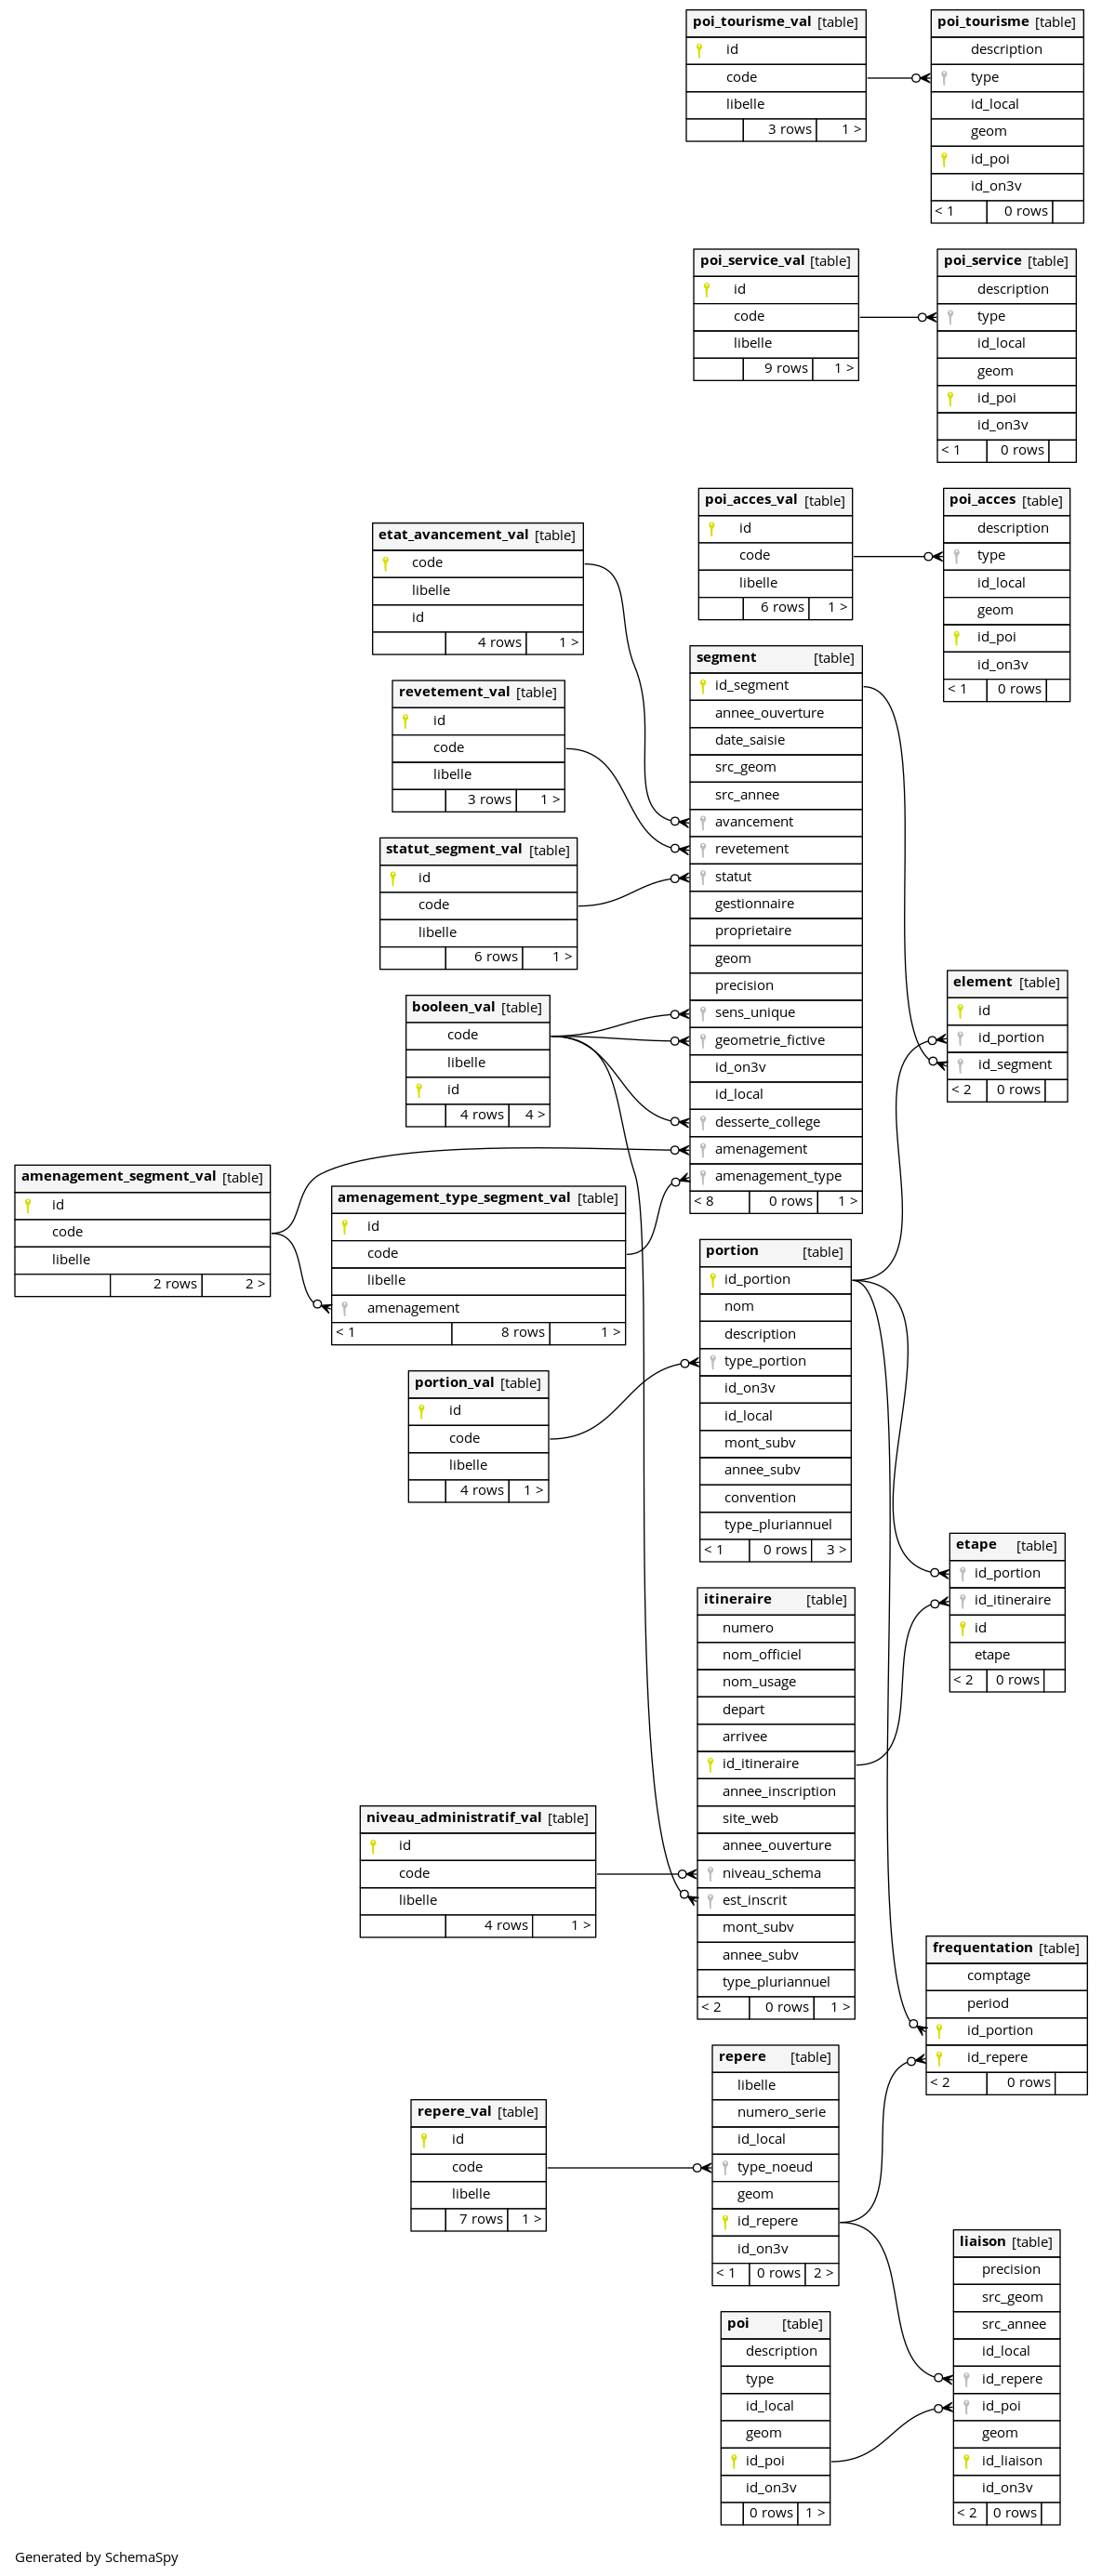 poi_tourisme_val [table]
id
code
libelle
3 rows 1 >
poi_tourisme [table]
description
type
id_local
geom
id_poi
id_on3v
< 1 0 rows
poi_service_val [table]
id
code
libelle
9 rows 1 >
poi_service [table]
description
type
id_local
geom
id_poi
id_on3v
< 1 0 rows
poi_acces_val [table]
id
code
libelle
6 rows 1 >
poi_acces [table]
description
type
id_local
geom
id_poi
id_on3v
< 1 0 rows
etat_avancement_val [table]
code
libelle
id
4 rows 1 >
revetement_val [table]
id
code
libelle
3 rows 1 >
statut_segment_val [table]
id
code
libelle
6 rows 1 >
booleen_val [table]
code
libelle
id
4 rows 4 >
segment [table]
id_segment
annee_ouverture
date_saisie
src_geom
src_annee
avancement
revetement
statut
gestionnaire
proprietaire
geom
precision
sens_unique
geometrie_fictive
id_on3v
id_local
desserte_college
amenagement
amenagement_type
< 8 0 rows 1 >
element [table]
id
id_portion
id_segment
< 2 0 rows
amenagement_segment_val [table]
id
code
libelle
2 rows 2 >
amenagement_type_segment_val [table]
id
code
libelle
amenagement
< 1 8 rows 1 >
portion_val [table]
id
code
libelle
4 rows 1 >
portion [table]
id_portion
nom
description
type_portion
id_on3v
id_local
mont_subv
annee_subv
convention
type_pluriannuel
< 1 0 rows 3 >
etape [table]
id_portion
id_itineraire
id
etape
< 2 0 rows
itineraire [table]
numero
nom_officiel
nom_usage
depart
arrivee
id_itineraire
annee_inscription
site_web
annee_ouverture
niveau_schema
est_inscrit
mont_subv
annee_subv
type_pluriannuel
< 2 0 rows 1 >
niveau_administratif_val [table]
id
code
libelle
4 rows 1 >
frequentation [table]
comptage
period
id_portion
id_repere
< 2 0 rows
repere [table]
libelle
numero_serie
id_local
type_noeud
geom
id_repere
id_on3v
< 1 0 rows 2 >
repere_val [table]
id
code
libelle
7 rows 1 >
liaison [table]
precision
src_geom
src_annee
id_local
id_repere
id_poi
geom
id_liaison
id_on3v
< 2 0 rows
poi [table]
description
type
id_local
geom
id_poi
id_on3v
0 rows 1 >
Generated by SchemaSpy